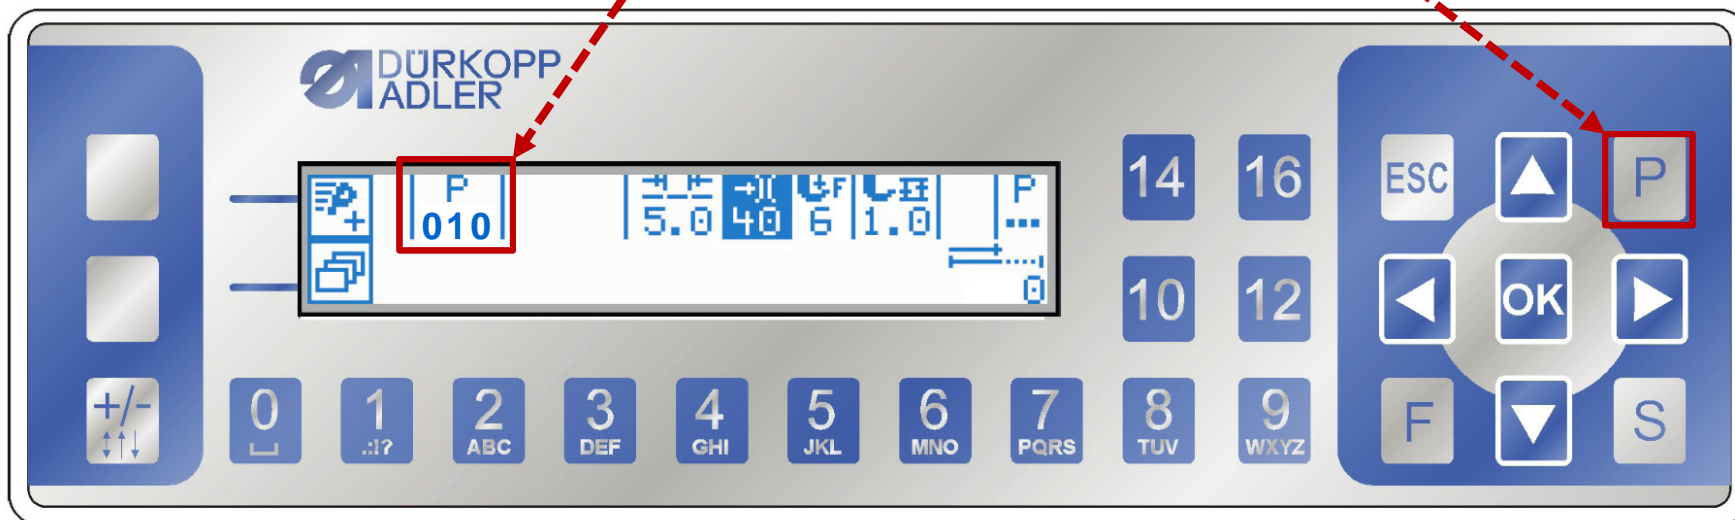 DÜRKOPP
ADLER
P
010
5.0
40
F
6
1.0
P
0
14
16
10
12
ESC
P
OK
F
S
+/-
0
1
.:!?
2
ABC
3
DEF
4
GHI
5
JKL
6
MNO
7
PQRS
8
TUV
9
WXYZ